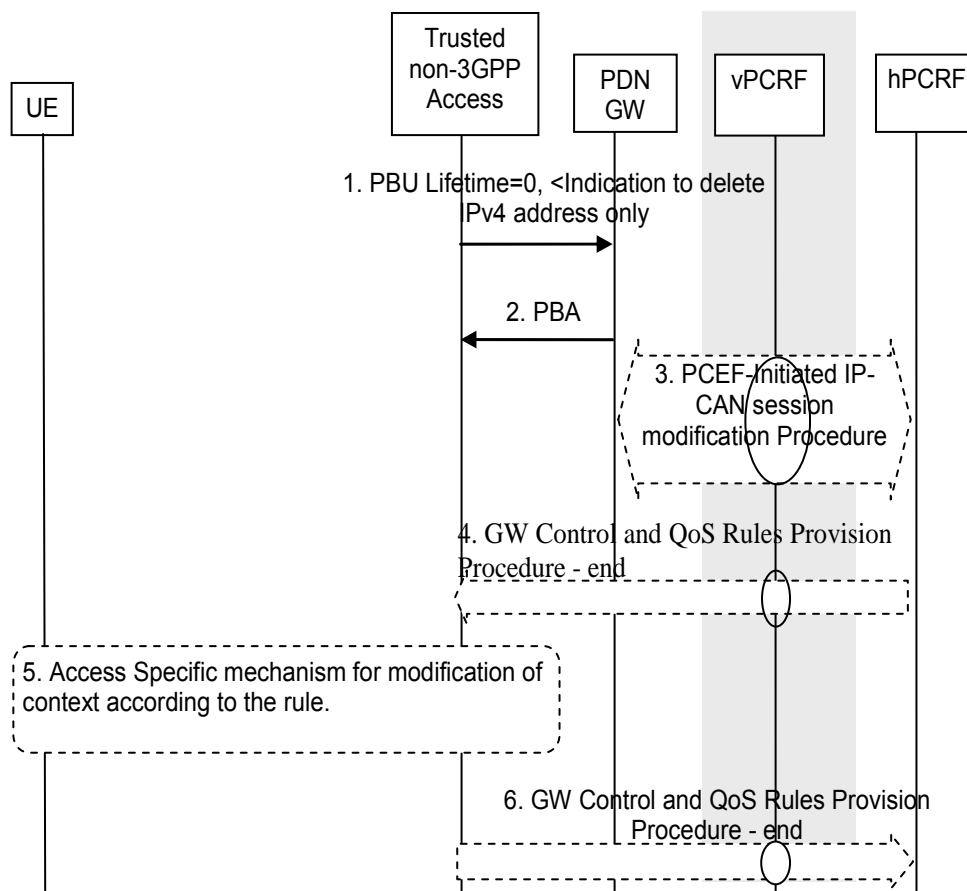 UE
Trusted
non-3GPP
Access
PDN
GW
vPCRF
hPCRF
1. PBU Lifetime=0, <Indication to delete
IPv4 address only
2. PBA
3. PCEF-Initiated IP-
CAN session
modification Procedure
4. GW Control and QoS Rules Provision
Procedure - end
5. Access Specific mechanism for modification of
context according to the rule.
6. GW Control and QoS Rules Provision
Procedure - end